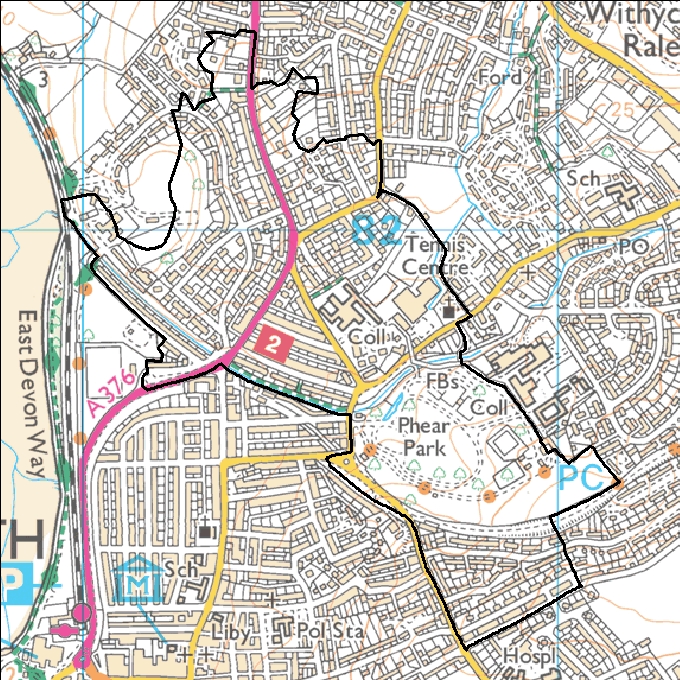 Withyc
Rale
Ford
3
C 25
Sch
82
PO
Tennis
Centre
East Devon Way
2
Coll
FBs
Coll
A 376
Phear
Park
PC
TH
P
M
Sch
Liby
Pol Sta
Hospl